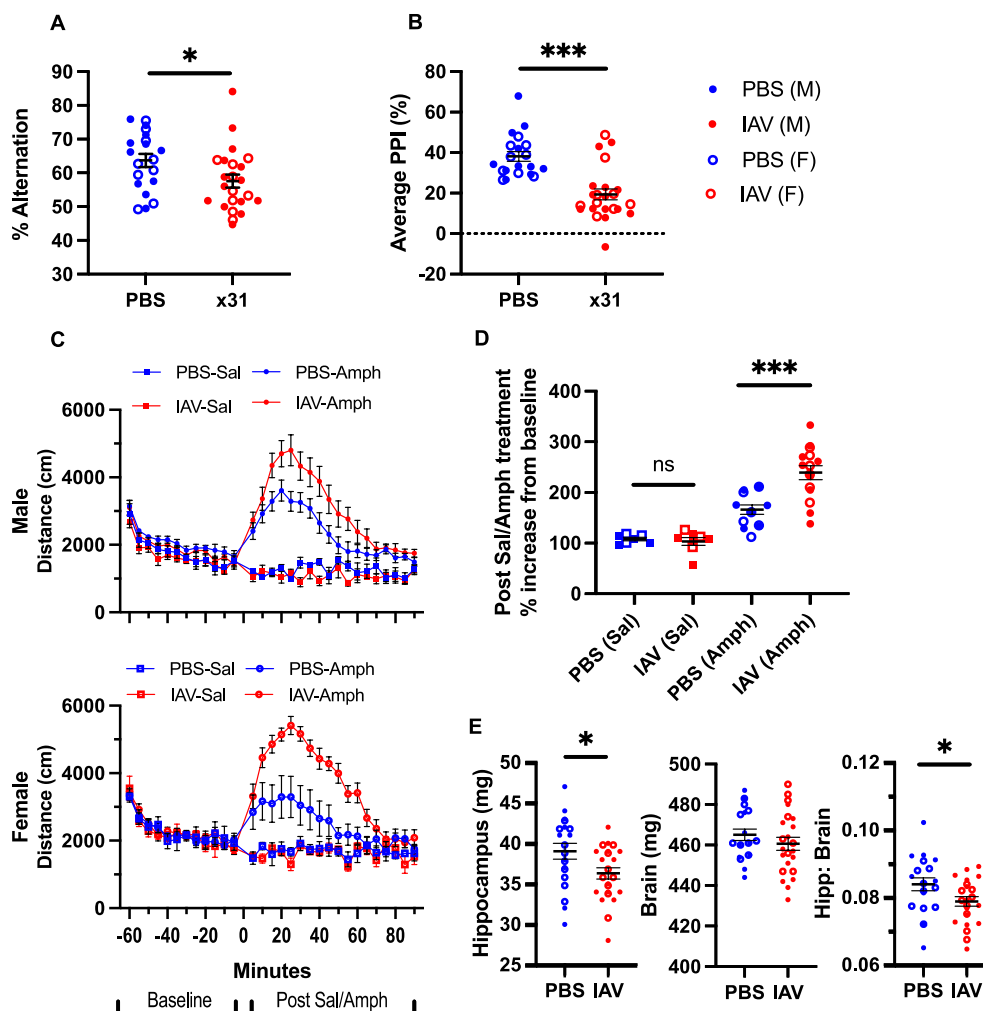 A
*
% Alternation
90
80
70
60
50
40
30
PBS
x31
B
***
Average PPI (%)
80
60
40
20
0
-20
PBS
x31
PBS (M)
IAV (M)
PBS (F)
IAV (F)
C
PBS-Sal
PBS-Amph
IAV-Sal
IAV-Amph
Male
Distance (cm)
6000
4000
2000
0
PBS-Sal
PBS-Amph
IAV-Sal
IAV-Amph
Female
Distance (cm)
6000
4000
2000
0
-60 -40 -20 0 20 40 60 80
Minutes
Baseline
Post Sal/Amph
D
***
ns
Post Sal/Amph treatment
% increase from baseline
400
300
200
100
0
PBS (Sal)
IAV (Sal)
PBS (Amph)
IAV (Amph)
E
*
Hippocampus (mg)
50
45
40
35
30
25
PBS IAV
Brain (mg)
500
480
460
440
420
400
PBS IAV
*
Hipp: Brain
0.12
0.10
0.08
0.06
PBS IAV